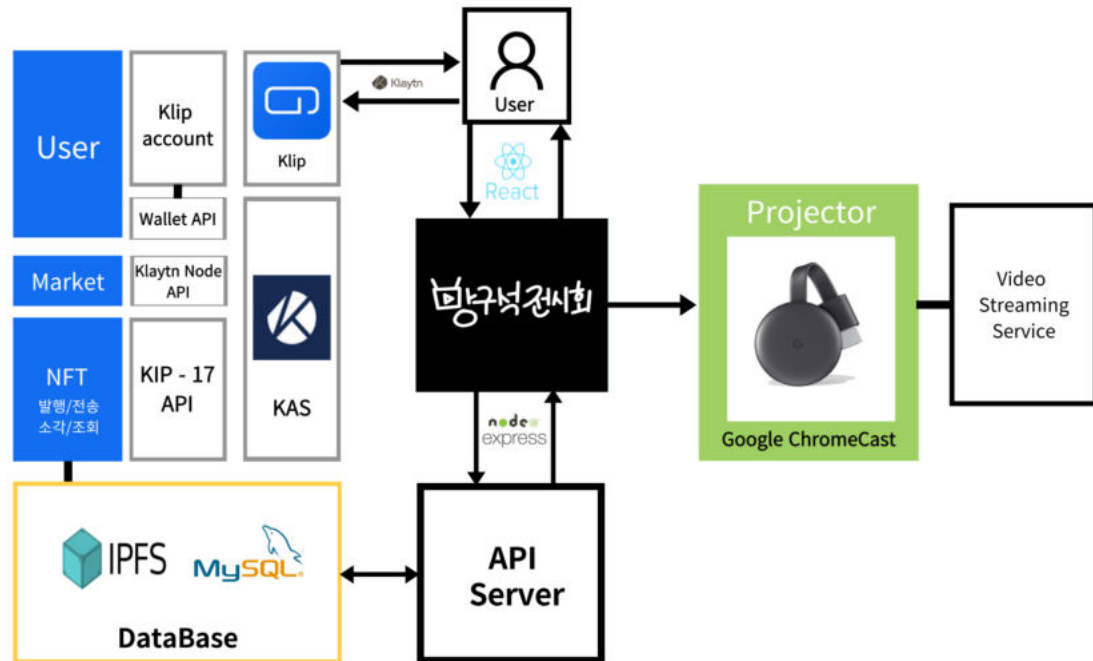 User
Klip
account
Wallet API
Klip
Klaytn
User
React
Market
Klaytn Node
API
NFT
발행/전송
소각/조회
KIP - 17
API
KAS
방구석전시회
Projector
Google ChromeCast
Video
Streaming
Service
node
express
IPFS
MySQL
DataBase
API
Server